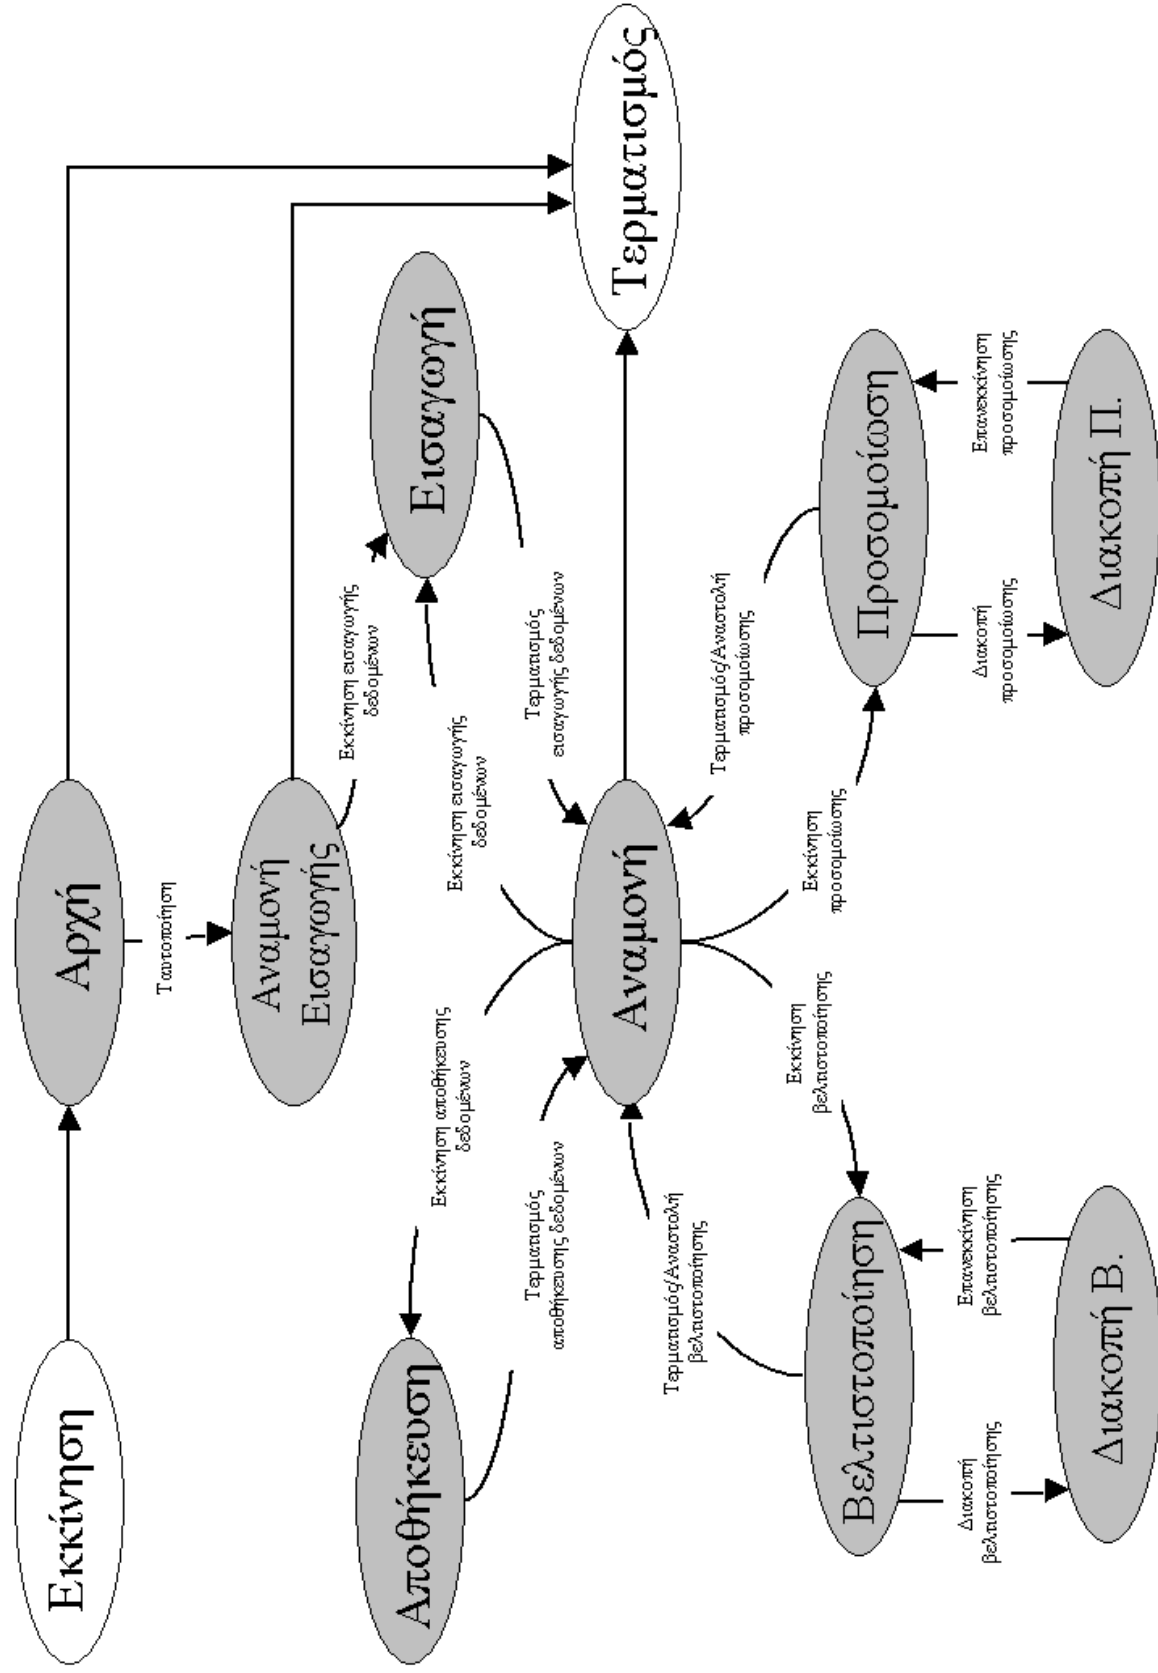 Εκκίνηση
Αρχή
Ταυτοποίηση
Αναμονή
Εισαγωγής
Εκκίνηση εισαγωγής
δεδομένων
Εισαγωγή
Εκκίνηση εισαγωγής
δεδομένων
Τερματισμός
εισαγωγής δεδομένων
Τερματισμός
Αποθήκευση
Εκκίνηση αποθήκευσης
δεδομένων
Τερματισμός
αποθήκευσης δεδομένων
Αναμονή
Τερματισμός/Αναστολή
βελτιστοποίησης
Τερματισμός/Αναστολή
προσομοιώσης
Εκκίνηση
βελτιστοποίησης
Εκκίνηση
προσομοιώσης
Βελτιστοποίηση
Προσομοίωση
Διακοπή
βελτιστοποίησης
Επανεκκίνηση
βελτιστοποίησης
Διακοπή
προσομοίωσης
Επανεκκίνηση
προσομοίωσης
Διακοπή Β.
Διακοπή Π.